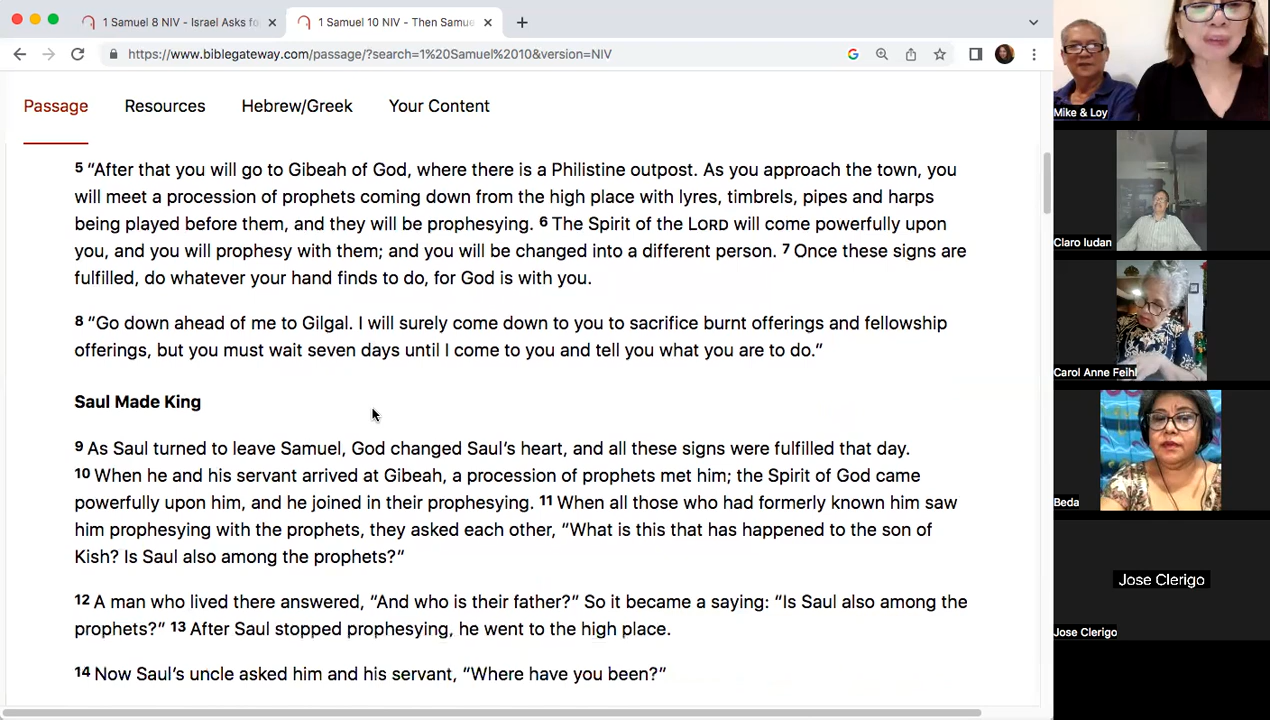 1 Samuel 8 NIV - Israel Asks fo
1 Samuel 10 NIV - Then Samue
https://www.biblegateway.com/passage/?search=1%20Samuel%2010&version=NIV
Passage
Resources
Hebrew/Greek
Your Content
5 “After that you will go to Gibeah of God, where there is a Philistine outpost. As you approach the town, you
will meet a procession of prophets coming down from the high place with lyres, timbrels, pipes and harps
being played before them, and they will be prophesying. 6 The Spirit of the LORD will come powerfully upon
you, and you will prophesy with them; and you will be changed into a different person. 7 Once these signs are
fulfilled, do whatever your hand finds to do, for God is with you.
8 “Go down ahead of me to Gilgal. I will surely come down to you to sacrifice burnt offerings and fellowship
offerings, but you must wait seven days until I come to you and tell you what you are to do.”
Saul Made King
9 As Saul turned to leave Samuel, God changed Saul’s heart, and all these signs were fulfilled that day.
10 When he and his servant arrived at Gibeah, a procession of prophets met him; the Spirit of God came
powerfully upon him, and he joined in their prophesying. 11 When all those who had formerly known him saw
him prophesying with the prophets, they asked each other, “What is this that has happened to the son of
Kish? Is Saul also among the prophets?”
12 A man who lived there answered, “And who is their father?” So it became a saying: “Is Saul also among the
prophets?” 13 After Saul stopped prophesying, he went to the high place.
14 Now Saul’s uncle asked him and his servant, “Where have you been?”
Mike & Loy
Claro Iudan
Carol Anne Feihl
Beda
Jose Clerigo
Jose Clerigo